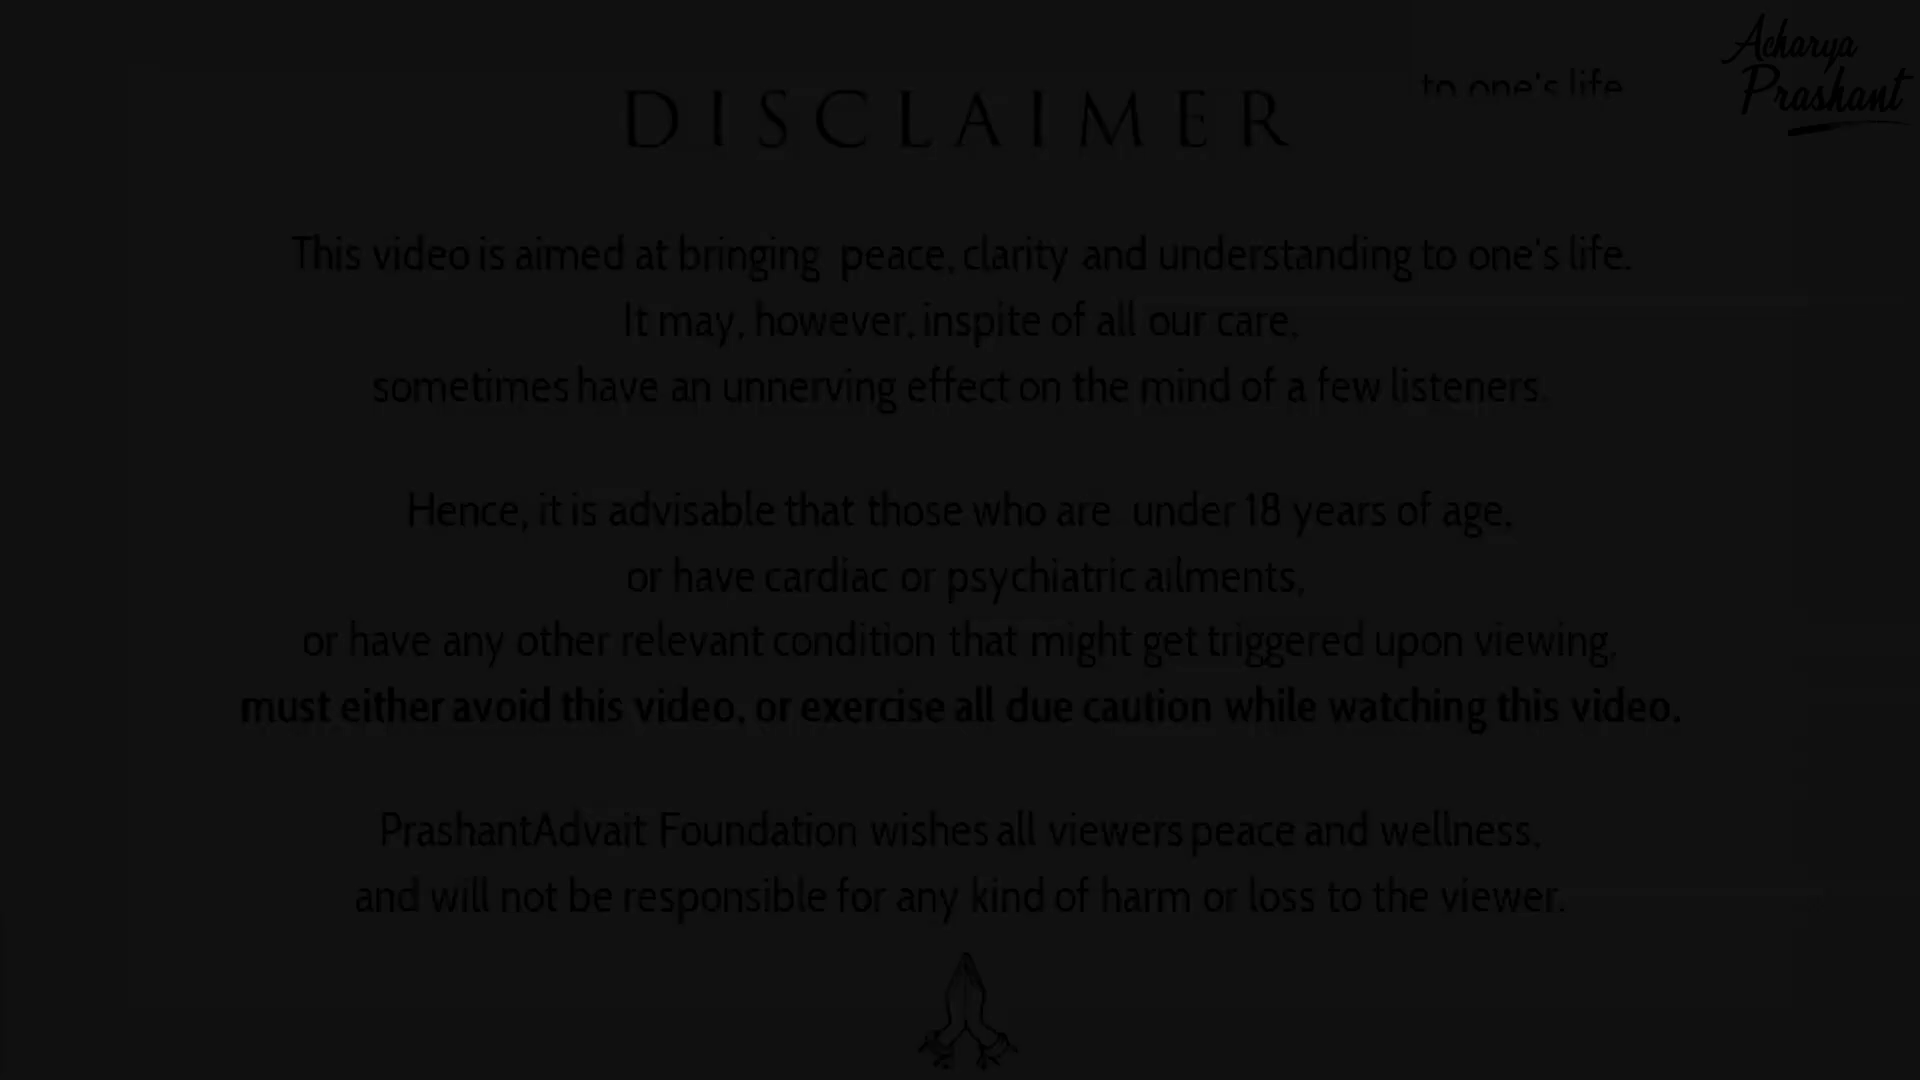 Acharya
Prashant
to one's life
DISCLAIMER
This video is aimed at bringing peace, clarity and understanding to one's life.
It may, however, inspite of all our care,
sometimes have an unnerving effect on the mind of a few listeners.
Hence, it is advisable that those who are under 18 years of age,
or have cardiac or psychiatric ailments,
or have any other relevant condition that might get triggered upon viewing,
must either avoid this video, or exercise all due caution while watching this video.
PrashantAdvait Foundation wishes all viewers peace and wellness,
and will not be responsible for any kind of harm or loss to the viewer.